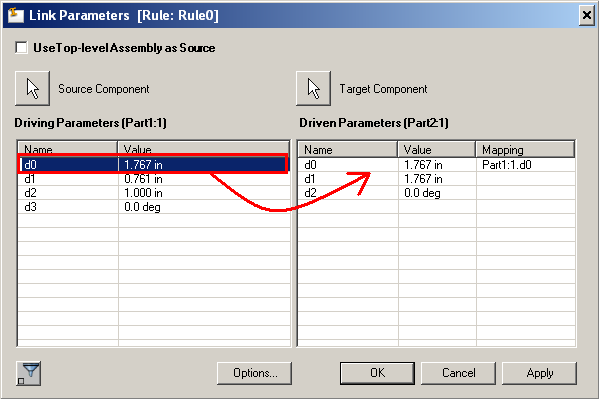 Link Parameters [Rule: Rule0]
Use Top-level Assembly as Source
Source Component
Target Component
Driving Parameters (Part1:1)
Driven Parameters (Part2:1)
Name Value
d0 1.767 in
d1 0.761 in
d2 1.000 in
d3 0.0 deg
Name Value Mapping
d0 1.767 in Part1:1.d0
d1 1.767 in
d2 0.0 deg
Options... OK Cancel Apply